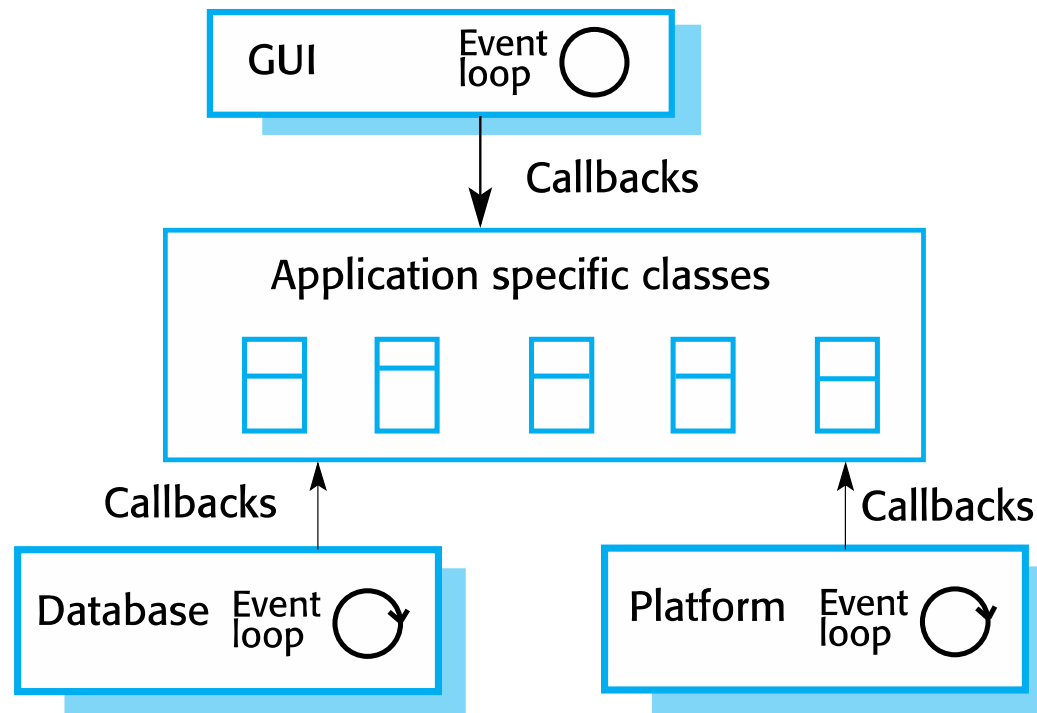 GUI
Event
loop
Callbacks
Application specific classes
Callbacks
Callbacks
Database
Event
loop
Platform
Event
loop